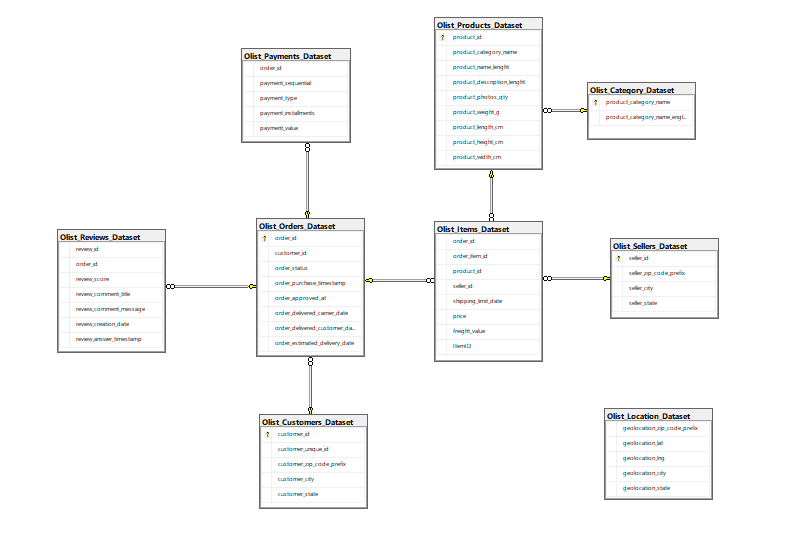 Olist_Products_Dataset
product_id
product_category_name
product_name_lenght
product_description_lenght
product_photos_qty
product_weight_g
product_length_cm
product_height_cm
product_width_cm
Olist_Payments_Dataset
order_id
payment_sequential
payment_type
payment_installments
payment_value
Olist_Category_Dataset
product_category_name
product_category_name_engl...
Olist_Reviews_Dataset
review_id
order_id
review_score
review_comment_title
review_comment_message
review_creation_date
review_answer_timestamp
Olist_Orders_Dataset
order_id
customer_id
order_status
order_purchase_timestamp
order_approved_at
order_delivered_carrier_date
order_delivered_customer_da...
order_estimated_delivery_date
Olist_Items_Dataset
order_id
order_item_id
product_id
seller_id
shipping_limit_date
price
freight_value
ItemID
Olist_Sellers_Dataset
seller_id
seller_zip_code_prefix
seller_city
seller_state
Olist_Customers_Dataset
customer_id
customer_unique_id
customer_zip_code_prefix
customer_city
customer_state
Olist_Location_Dataset
geolocation_zip_code_prefix
geolocation_lat
geolocation_lng
geolocation_city
geolocation_state